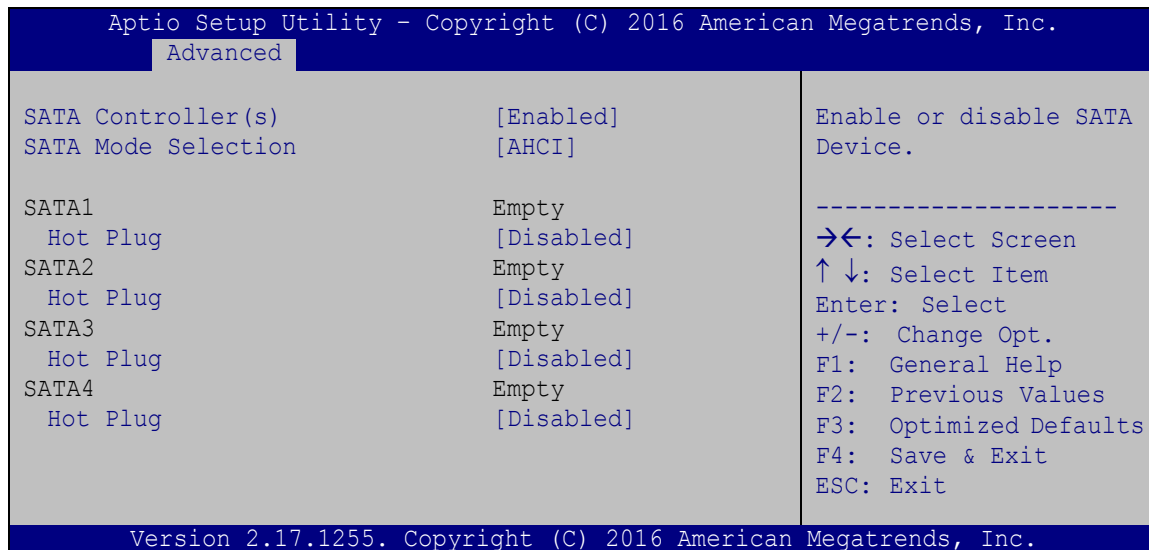 Aptio Setup Utility – Copyright (C) 2016 American Megatrends, Inc.
Advanced
SATA Controller(s) [Enabled]
SATA Mode Selection [AHCI]
SATA1 Empty
Hot Plug [Disabled]
SATA2 Empty
Hot Plug [Disabled]
SATA3 Empty
Hot Plug [Disabled]
SATA4 Empty
Hot Plug [Disabled]
Enable or disable SATA
Device.
----------------------
→←: Select Screen
↑ ↓: Select Item
Enter: Select
+/-: Change Opt.
F1: General Help
F2: Previous Values
F3: Optimized Defaults
F4: Save & Exit
ESC: Exit
Version 2.17.1255. Copyright (C) 2016 American Megatrends, Inc.